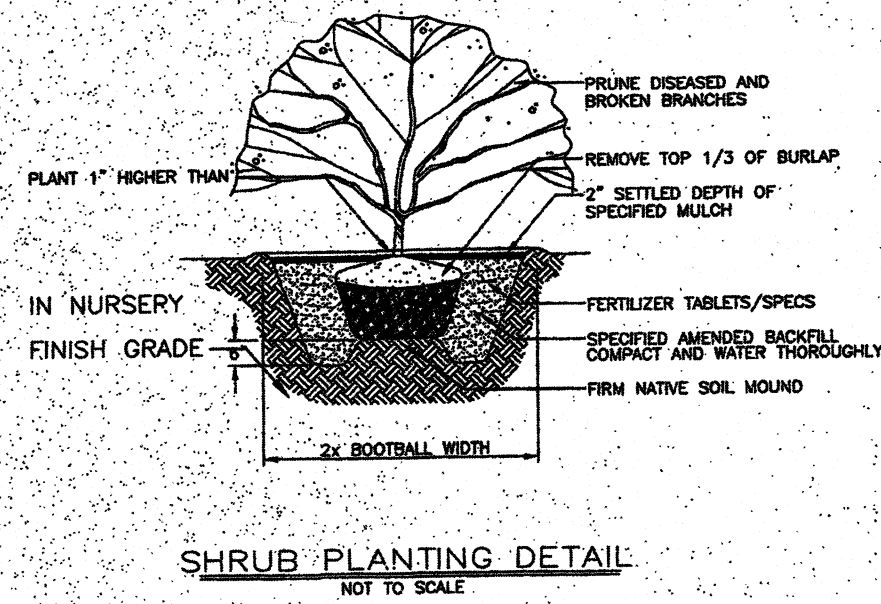 PRUNE DISEASED AND
BROKEN BRANCHES
REMOVE TOP 1/3 OF BURLAP
PLANT 1" HIGHER THAN
2" SETTLED DEPTH OF
SPECIFIED MULCH
IN NURSERY
FINISH GRADE
6"
FERTILIZER TABLETS/SPECS
SPECIFIED AMENDED BACKFILL
COMPACT AND WATER THOROUGHLY
FIRM NATIVE SOIL MOUND
2x BOOTBALL WIDTH
SHRUB PLANTING DETAIL
NOT TO SCALE